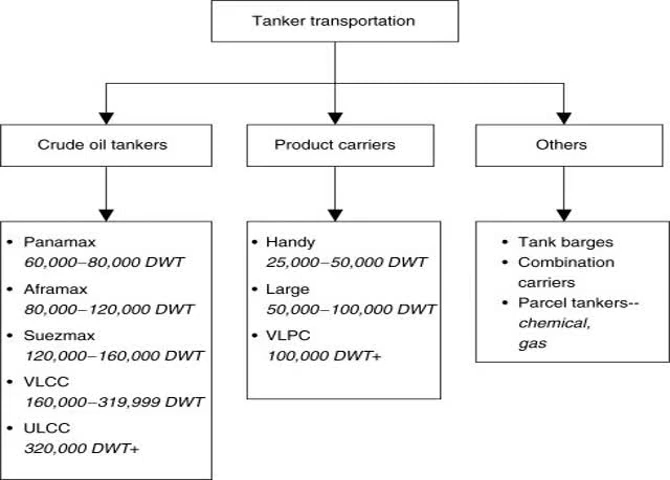 Tanker transportation
Crude oil tankers
Product carriers
Others
• Panamax
60,000–80,000 DWT
• Aframax
80,000–120,000 DWT
• Suezmax
120,000–160,000 DWT
• VLCC
160,000–319,999 DWT
• ULCC
320,000 DWT+
• Handy
25,000–50,000 DWT
• Large
50,000–100,000 DWT
• VLPC
100,000 DWT+
• Tank barges
• Combination
carriers
• Parcel tankers--
chemical,
gas